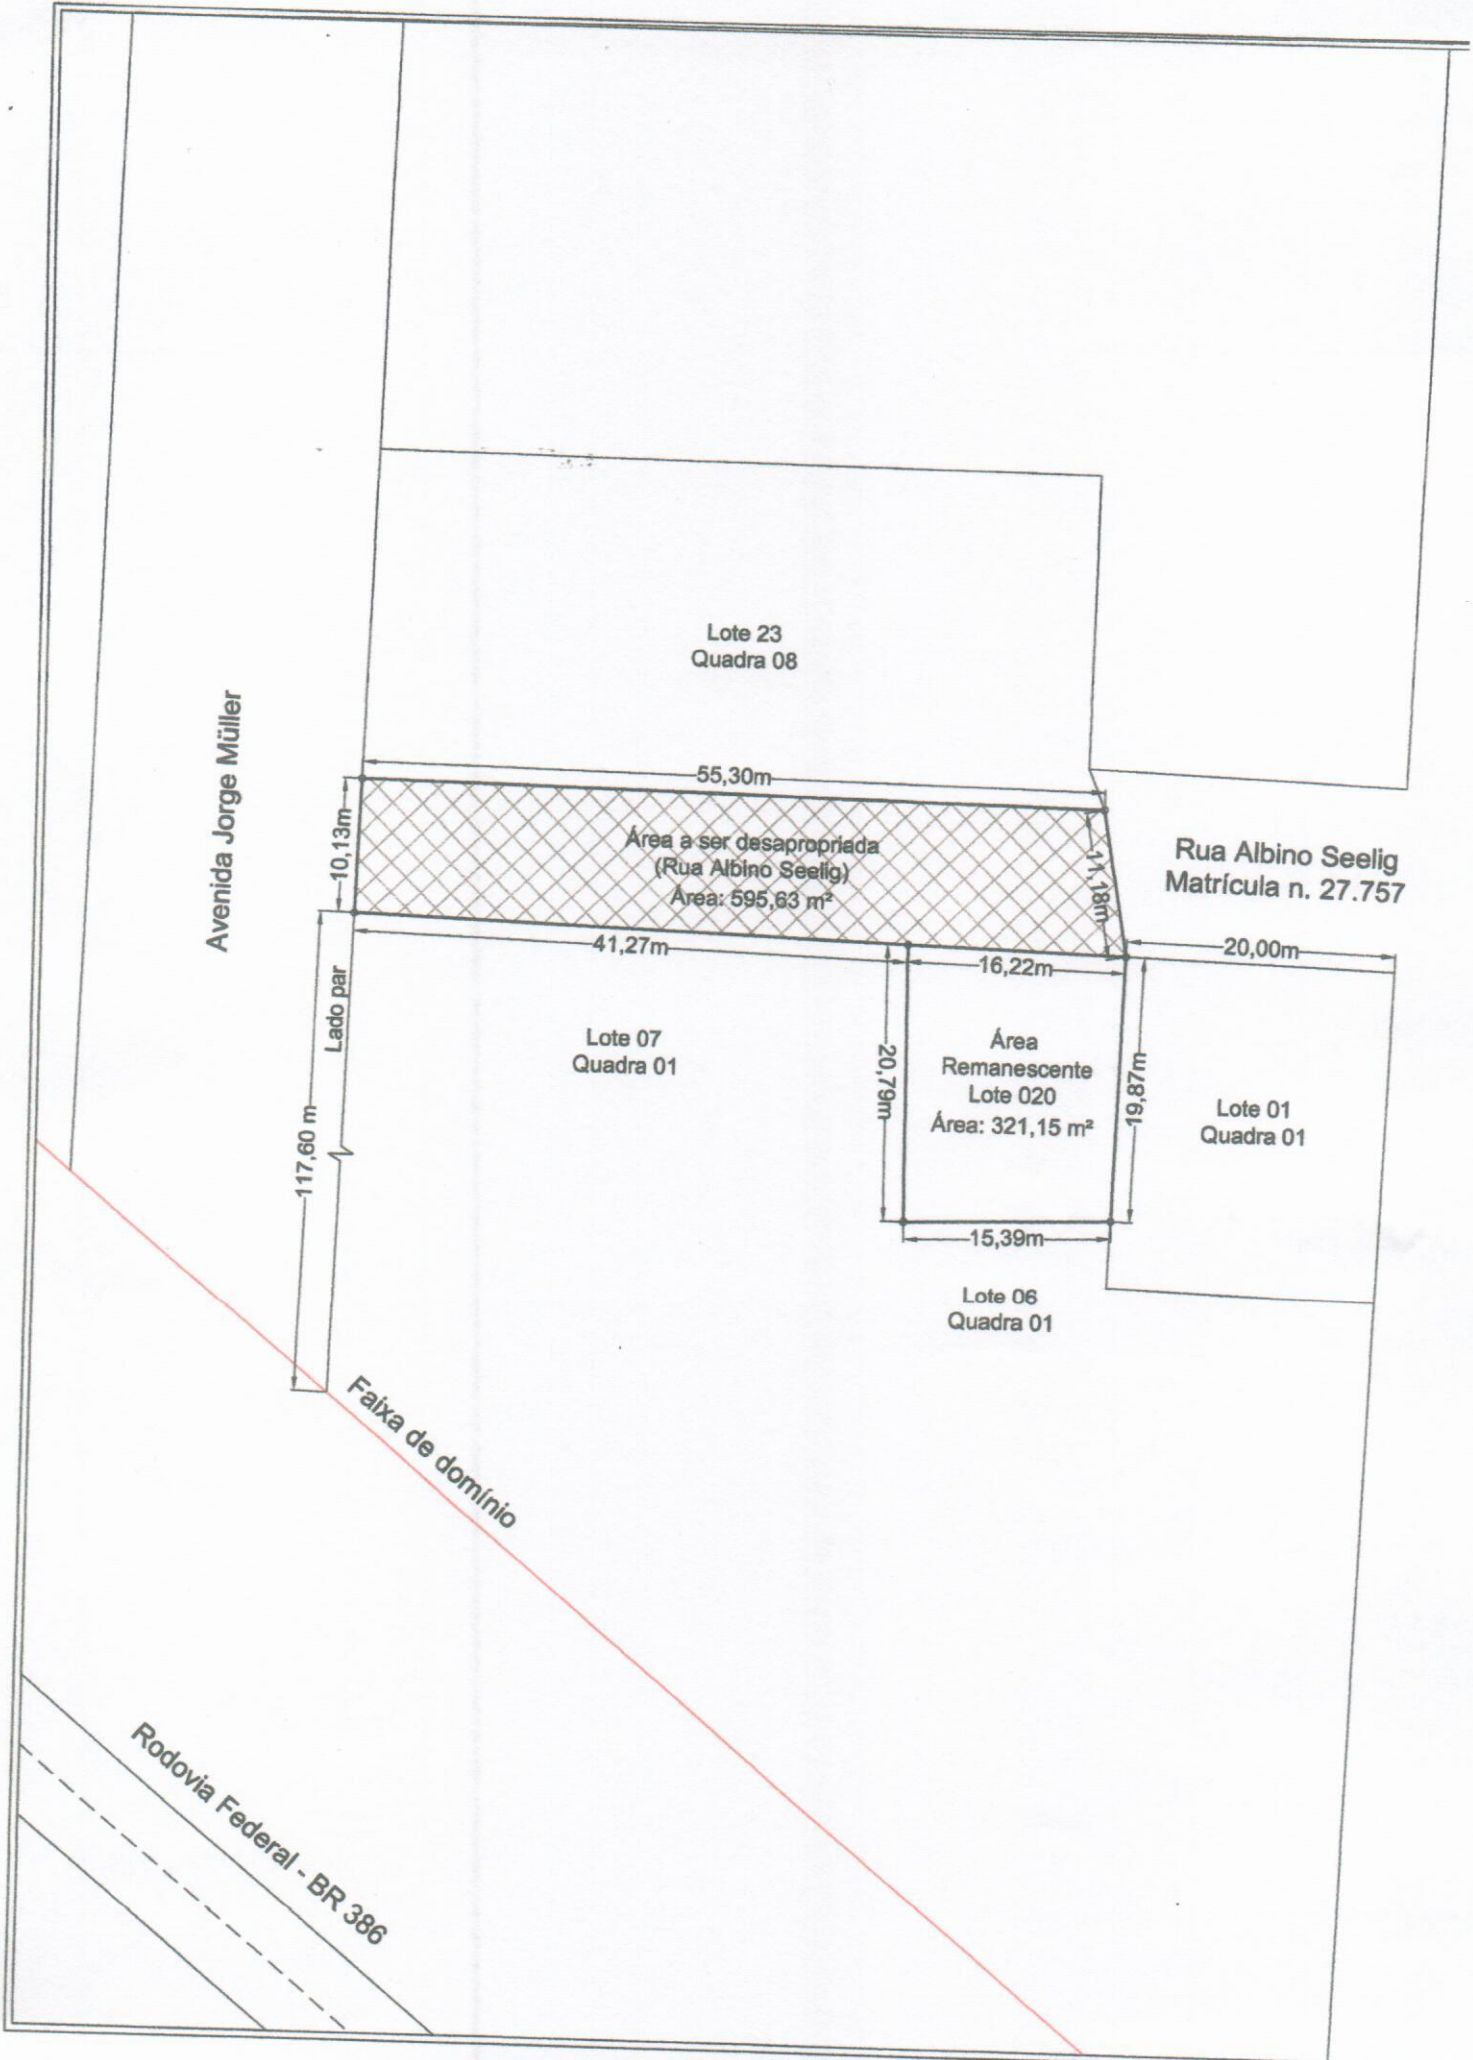 Lote 23
Quadra 08
Avenida Jorge Müller
55,30m
10,13m
Área a ser desapropriada
(Rua Albino Seelig)
Área: 595,63 m²
11,18m
Rua Albino Seelig
Matrícula n. 27.757
41,27m
16,22m
20,00m
Lado par
117,60 m
Lote 07
Quadra 01
20,79m
Área
Remanescente
Lote 020
Área: 321,15 m²
19,87m
Lote 01
Quadra 01
15,39m
Lote 06
Quadra 01
Faixa de domínio
Rodovia Federal - BR 386